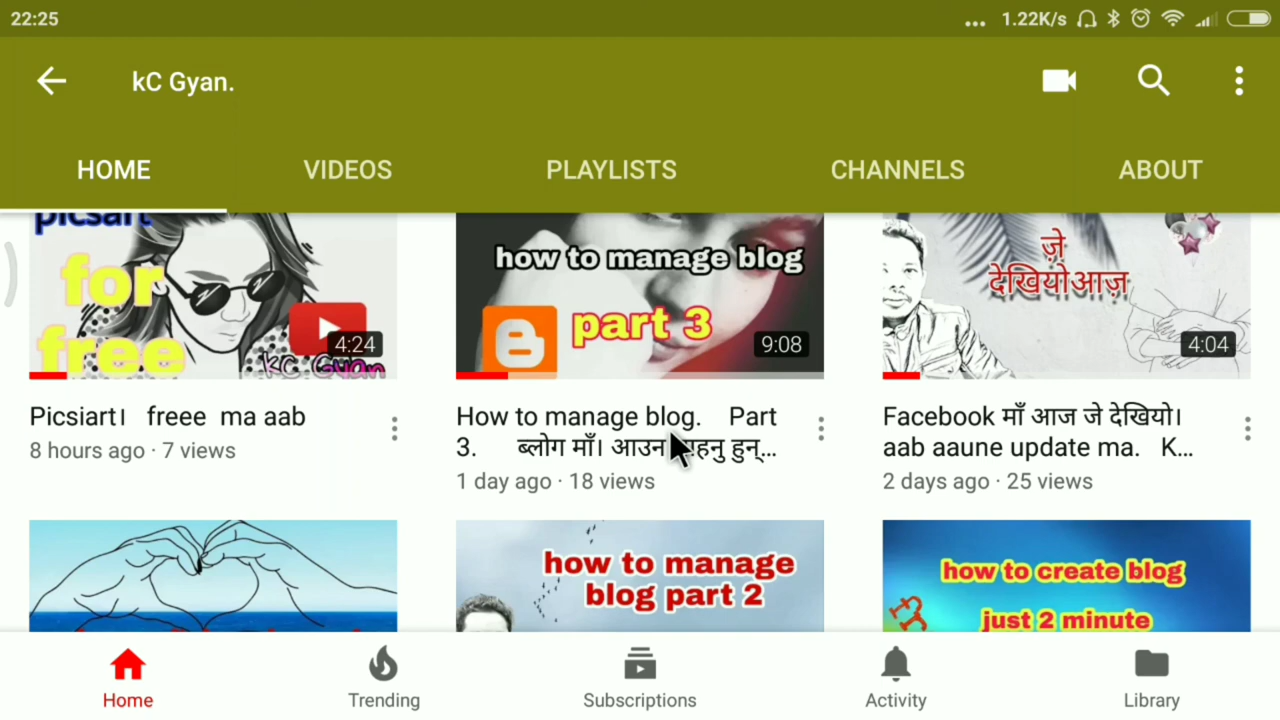 22:25
... 1.22K/s
kC Gyan.
HOME VIDEOS PLAYLISTS CHANNELS ABOUT
picsart
for
free
kC Gyan
4:24
how to manage blog
part 3
9:08
ज़े
देखियोआज़
4:04
Picsiart। freee ma aab
8 hours ago · 7 views
How to manage blog. Part
3. ब्लोग माँ। आउन हुन्...
1 day ago · 18 views
Facebook माँ आज जे देखियो।
aab aaune update ma. K...
2 days ago · 25 views
how to manage
blog part 2
how to create blog
just 2 minute
Home Trending Subscriptions Activity Library